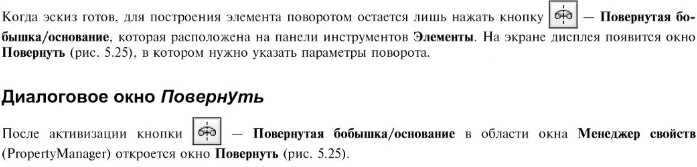 Когда эскиз готов, для построения элемента поворотом остается лишь нажать кнопку — Повернутая бо-
бышка/основание, которая расположена на панели инструментов Элементы. На экране дисплея появится окно
Повернуть (рис. 5.25), в котором нужно указать параметры поворота.
Диалоговое окно Повернуть
После активизации кнопки — Повернутая бобышка/основание в области окна Менеджер свойств
(PropertyManager) откроется окно Повернуть (рис. 5.25).